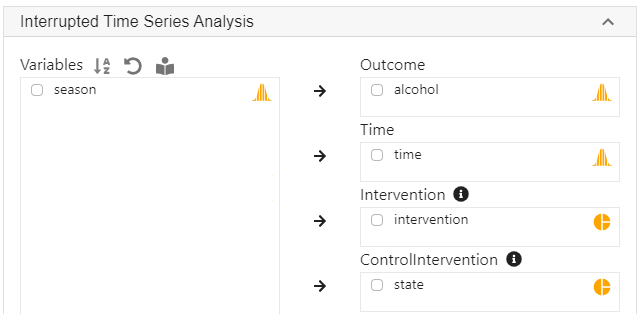 Interrupted Time Series Analysis
Variables
season
Outcome
alcohol
Time
time
Intervention
intervention
ControlIntervention
state